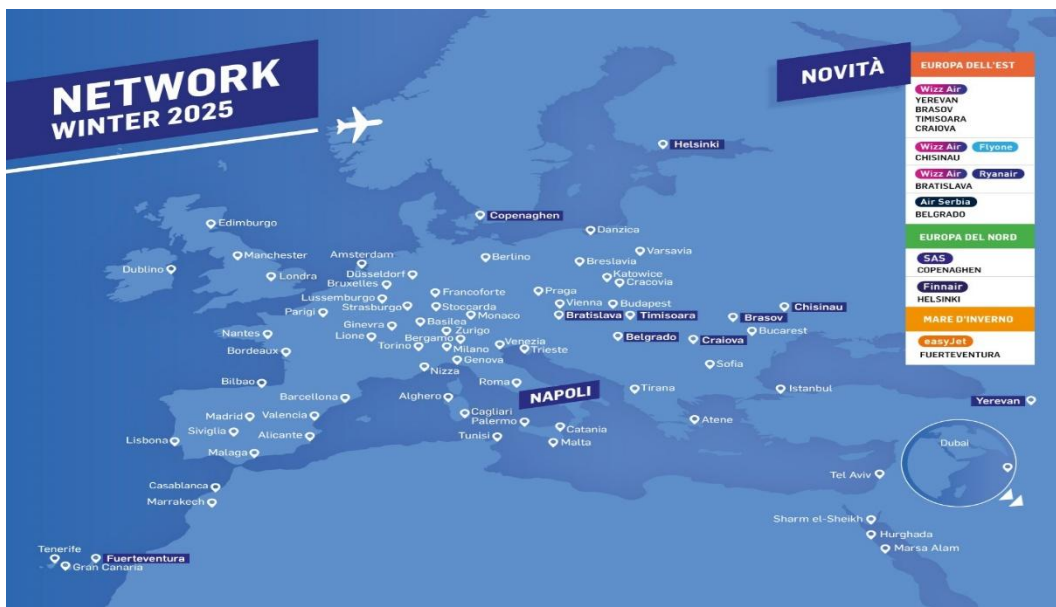 NETWORK
WINTER 2025
NOVITÀ
EUROPA DELL'EST
Wizz Air
YEREVAN
BRASOV
TIMISOARA
CRAIOVA
Wizz Air Flyone
CHISINAU
Wizz Air Ryanair
BRATISLAVA
Air Serbia
BELGRADO
EUROPA DEL NORD
SAS
COPENAGHEN
Finnair
HELSINKI
MARE D'INVERNO
easyJet
FUERTEVENTURA
Helsinki
Copenaghen
Edimburgo
Danzica
Manchester
Amsterdam
Berlino
Varsavia
Breslavia
Dublino
Londra
Düsseldorf
Katowice
Bruxelles
Cracovia
Francoforte
Praga
Lussemburgo
Strasburgo
Stoccarda
Vienna
Budapest
Chisinau
Parigi
Monaco
Bratislava
Timisoara
Brasov
Ginevra
Basilea
Zurigo
Bucarest
Nantes
Lione
Bergamo
Belgrado
Craiova
Torino
Milano
Venezia
Trieste
Bordeaux
Genova
Sofia
Nizza
Bilbao
Roma
NAPOLI
Tirana
Istanbul
Barcellona
Alghero
Yerevan
Madrid
Valencia
Cagliari
Palermo
Atene
Siviglia
Catania
Lisbona
Alicante
Tunisi
Malta
Dubai
Malaga
Tel Aviv
Casablanca
Marrakech
Sharm el-Sheikh
Hurghada
Marsa Alam
Tenerife
Fuerteventura
Gran Canaria